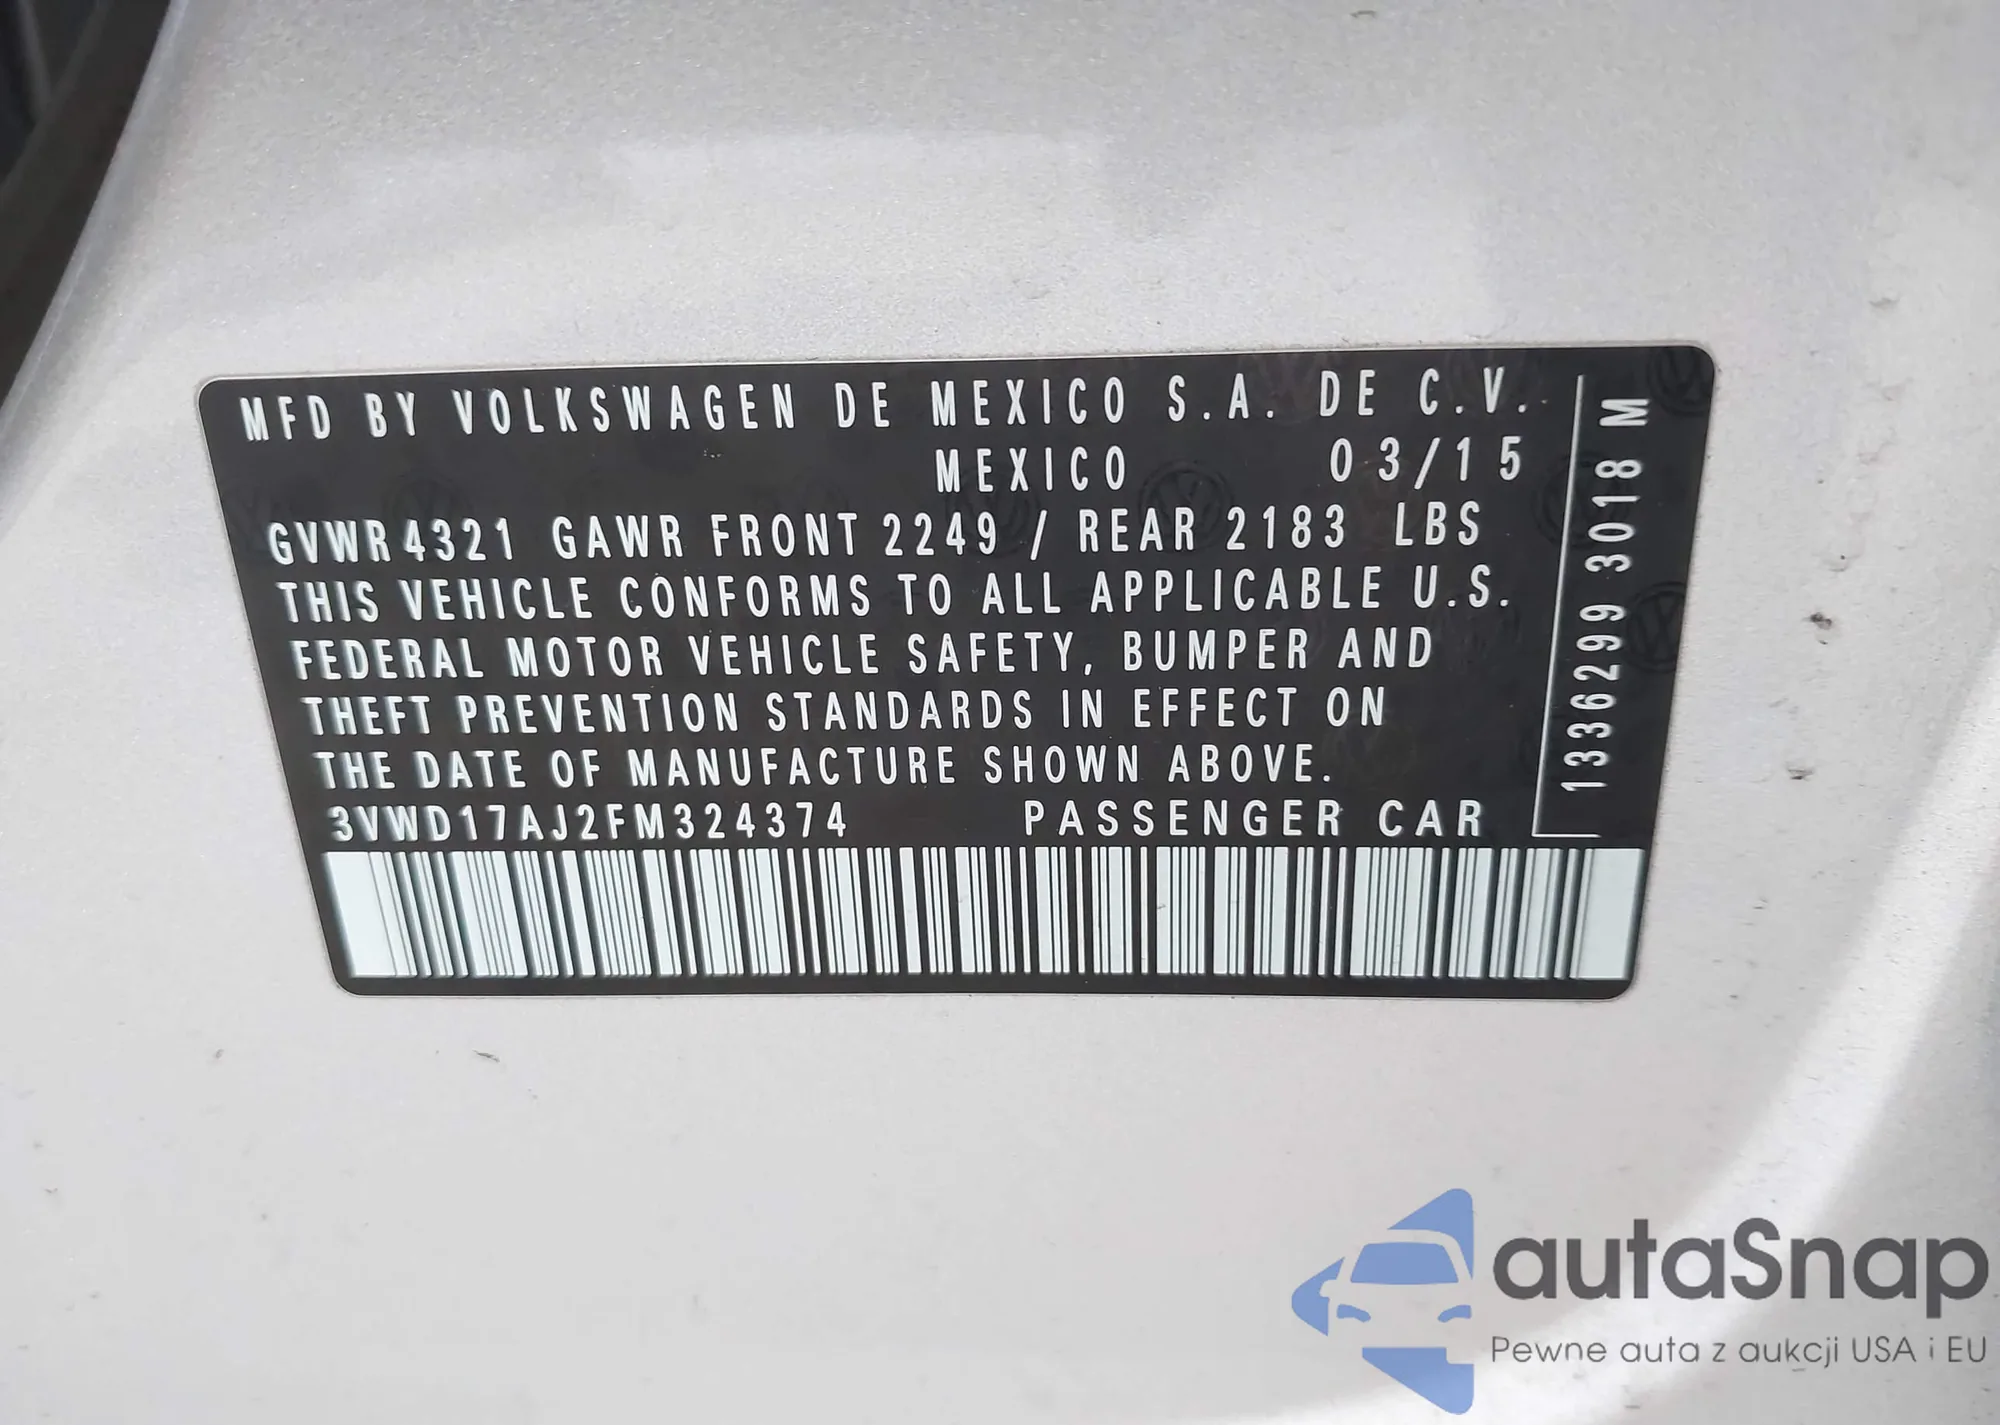 MFD BY VOLKSWAGEN DE MEXICO S.A. DE C.V.
MEXICO 03/15
GVWR 4321 GAWR FRONT 2249 / REAR 2183 LBS
THIS VEHICLE CONFORMS TO ALL APPLICABLE U.S.
FEDERAL MOTOR VEHICLE SAFETY, BUMPER AND
THEFT PREVENTION STANDARDS IN EFFECT ON
THE DATE OF MANUFACTURE SHOWN ABOVE.
3VWD17AJ2FM324374 PASSENGER CAR
1336299 3018 M
autaSnap
Pewne auta z aukcji USA i EU